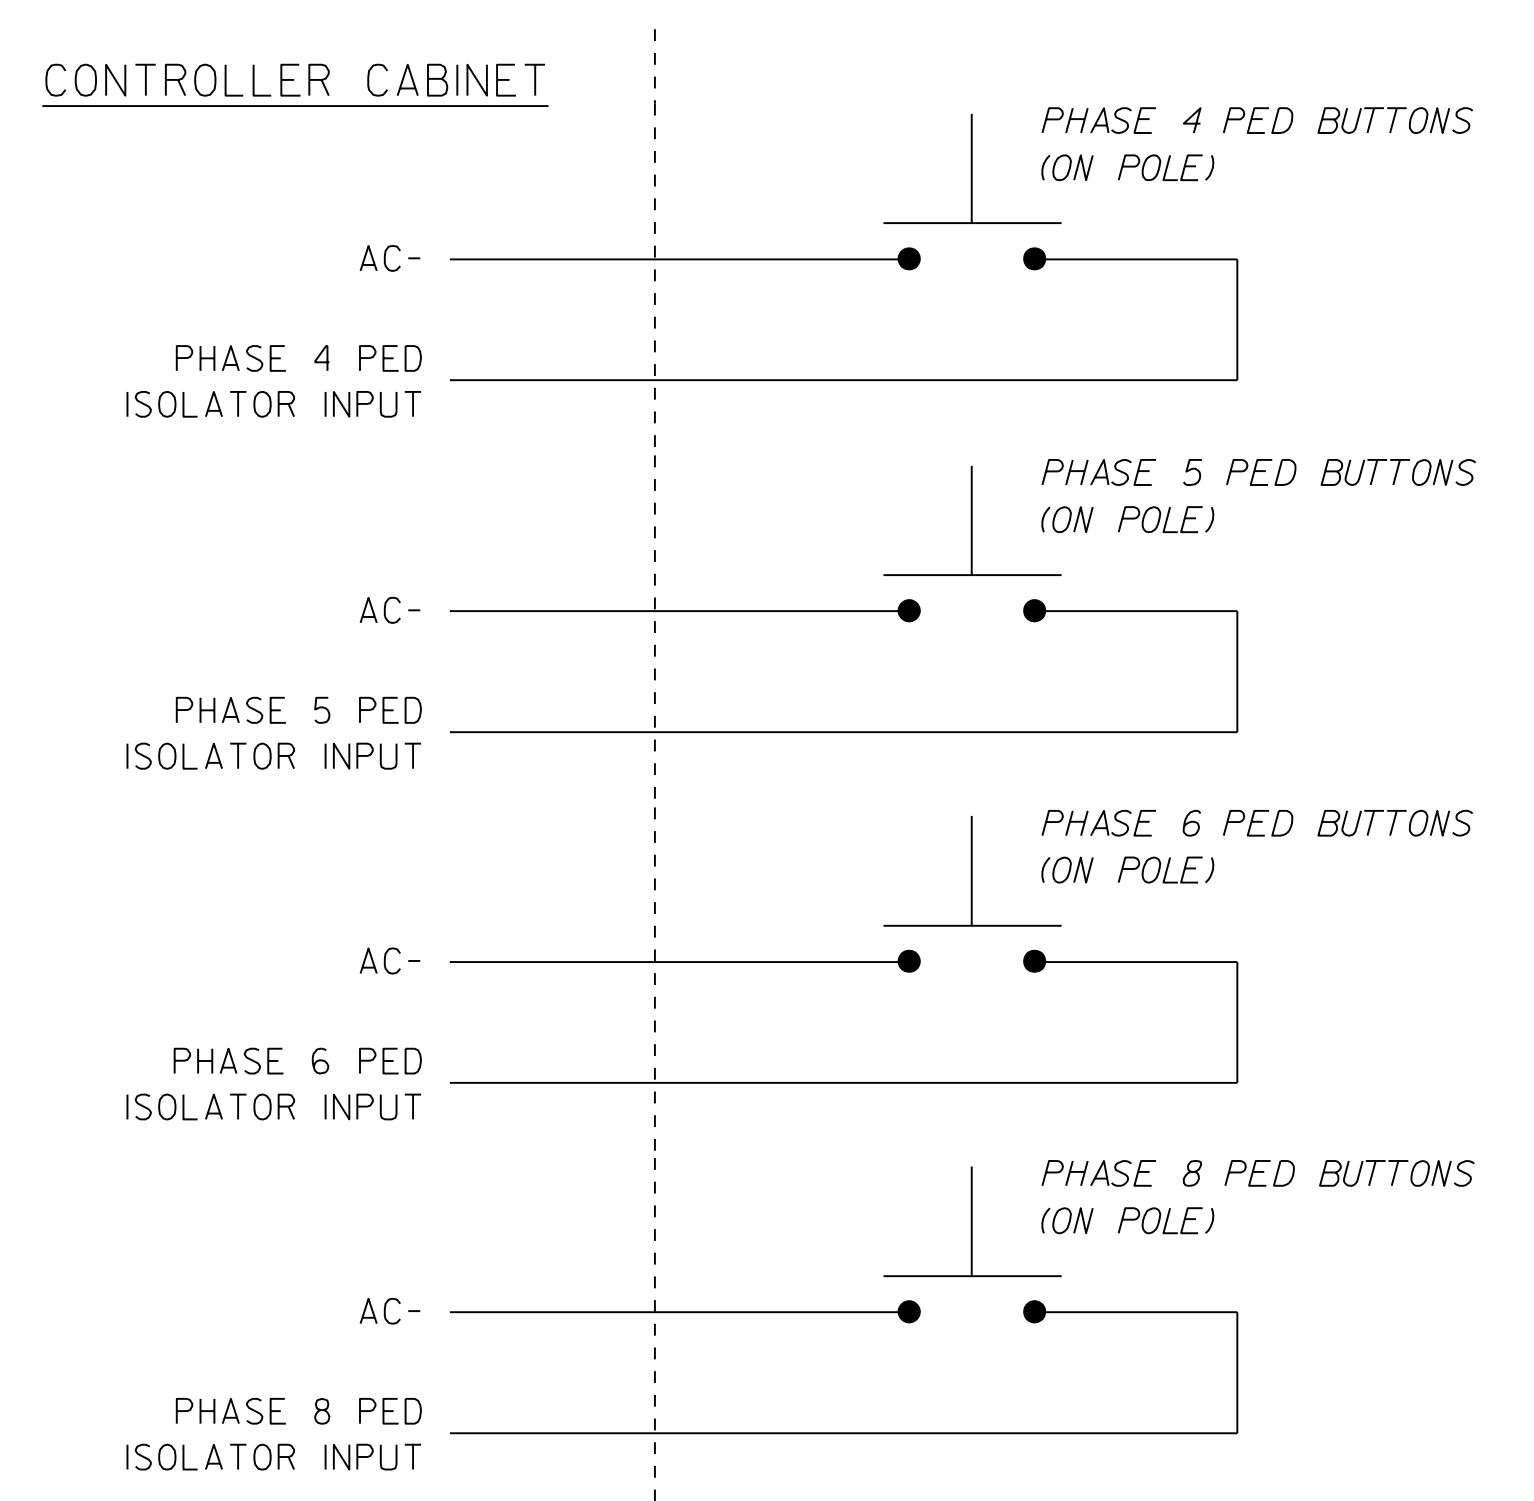 CONTROLLER CABINET
PHASE 4 PED BUTTONS
(ON POLE)
AC-
PHASE 4 PED
ISOLATOR INPUT
PHASE 5 PED BUTTONS
(ON POLE)
AC-
PHASE 5 PED
ISOLATOR INPUT
PHASE 6 PED BUTTONS
(ON POLE)
AC-
PHASE 6 PED
ISOLATOR INPUT
PHASE 8 PED BUTTONS
(ON POLE)
AC-
PHASE 8 PED
ISOLATOR INPUT